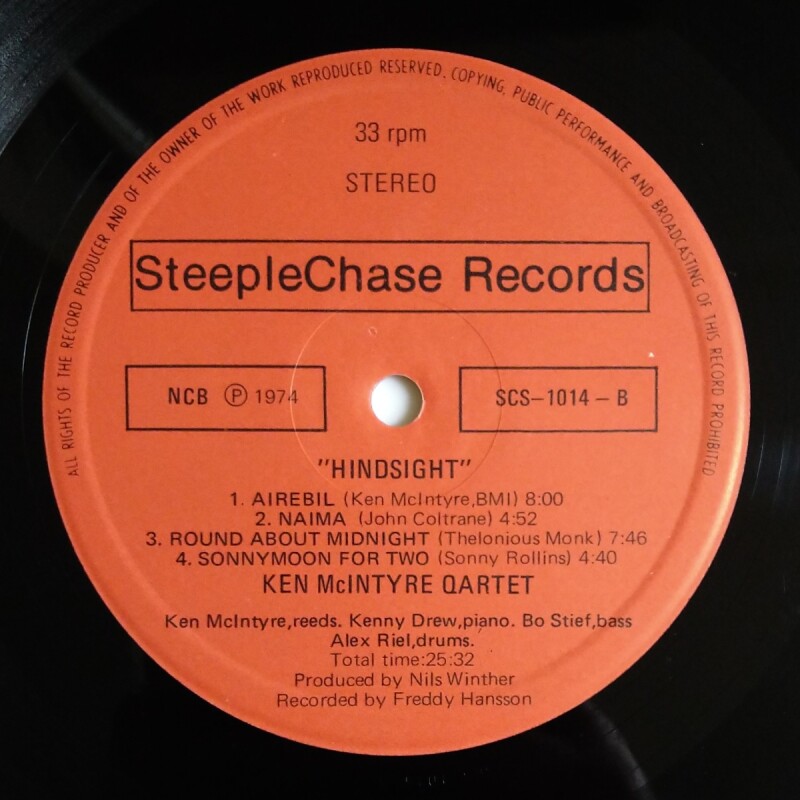 ALL RIGHTS OF THE RECORD PRODUCER AND OF THE OWNER OF THE WORK REPRODUCED RESERVED. COPYING, PUBLIC PERFORMANCE AND BROADCASTING OF THIS RECORD PROHIBITED
33 rpm
STEREO
SteepleChase Records
NCB Ⓟ 1974
SCS-1014 - B
"HINDSIGHT"
1. AIREBIL (Ken McIntyre,BMI) 8:00
2. NAIMA (John Coltrane) 4:52
3. ROUND ABOUT MIDNIGHT (Thelonious Monk) 7:46
4. SONNYMOON FOR TWO (Sonny Rollins) 4:40
KEN McINTYRE QARTET
Ken McIntyre,reeds. Kenny Drew,piano. Bo Stief,bass
Alex Riel,drums.
Total time:25:32
Produced by Nils Winther
Recorded by Freddy Hansson